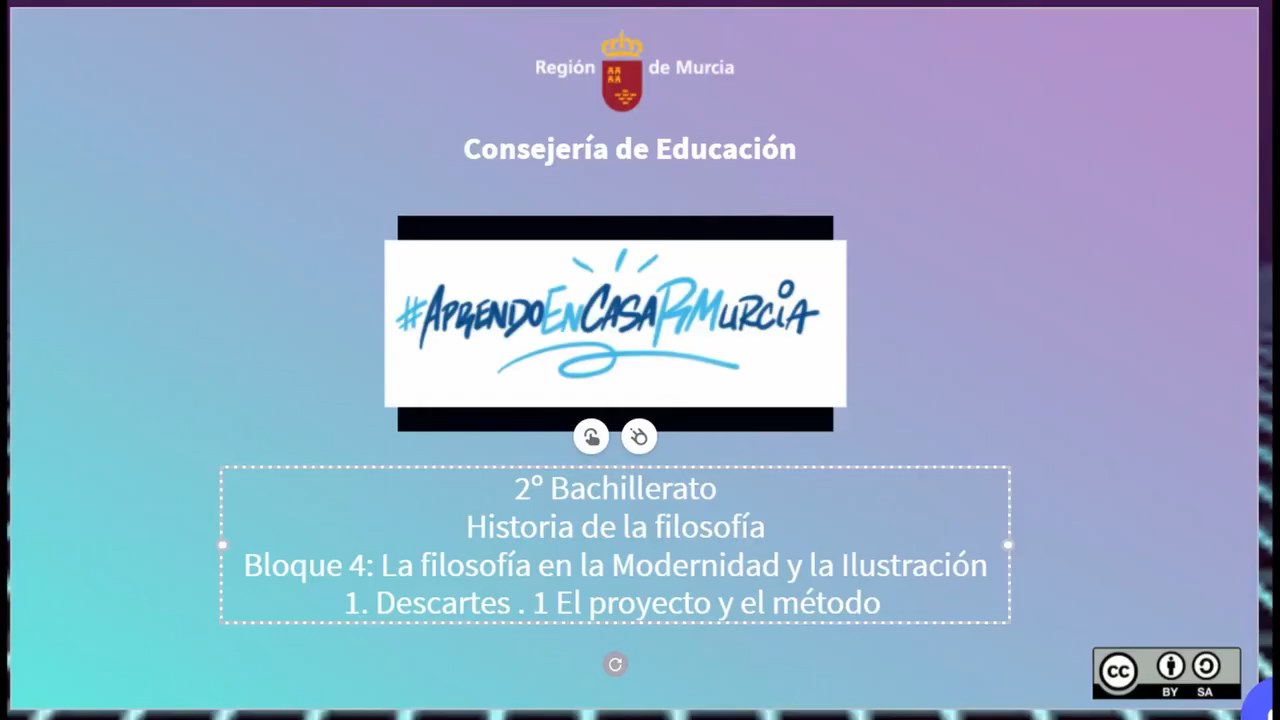 Región de Murcia
Consejería de Educación
#APRENDOENCASARMURCIA
2º Bachillerato
Historia de la filosofía
Bloque 4: La filosofía en la Modernidad y la Ilustración
1. Descartes . 1 El proyecto y el método
cc
BY SA